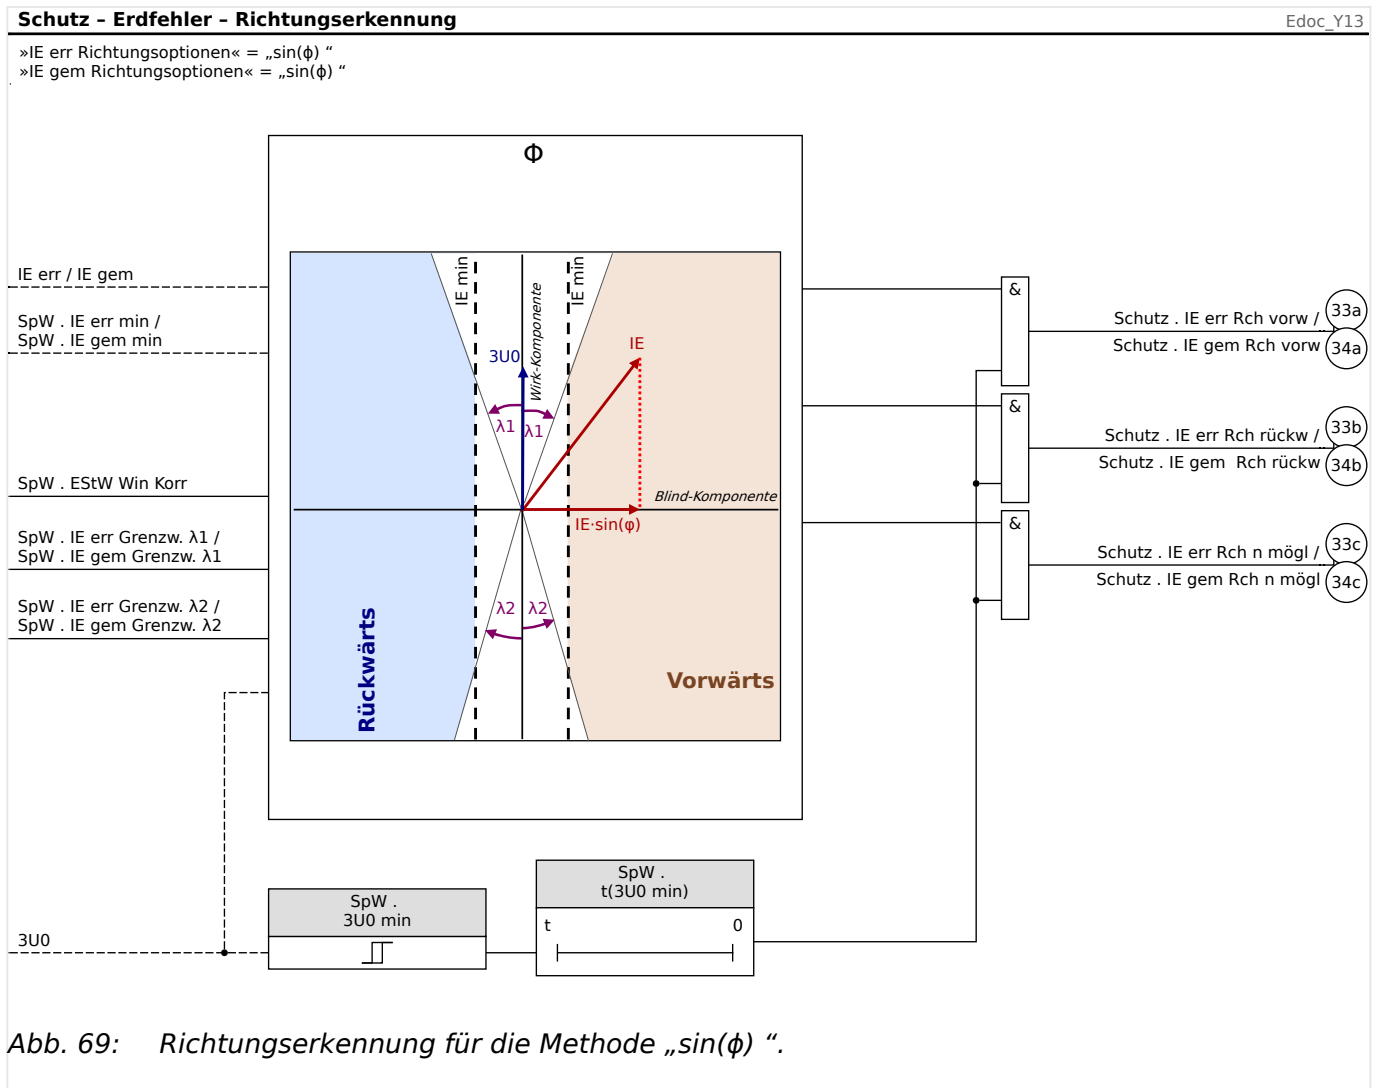 Schutz – Erdfehler – Richtungserkennung
Edoc_Y13
»IE err Richtungsoptionen« = „sin(ϕ) “
»IE gem Richtungsoptionen« = „sin(ϕ) “
Φ
IE err / IE gem
SpW . IE err min /
SpW . IE gem min
SpW . EStW Win Korr
SpW . IE err Grenzw. λ1 /
SpW . IE gem Grenzw. λ1
SpW . IE err Grenzw. λ2 /
SpW . IE gem Grenzw. λ2
3U0
IE min
Wirk-Komponente
IE min
3U0
IE
λ1
λ1
Blind-Komponente
IE·sin(φ)
λ2
λ2
Rückwärts
Vorwärts
&
Schutz . IE err Rch vorw /
33a
Schutz . IE gem Rch vorw
34a
&
Schutz . IE err Rch rückw /
33b
Schutz . IE gem  Rch rückw
34b
&
Schutz . IE err Rch n mögl /
33c
Schutz . IE gem Rch n mögl
34c
SpW .
3U0 min
SpW .
t(3U0 min)
t
0
Abb. 69: Richtungserkennung für die Methode „sin(ϕ) “.